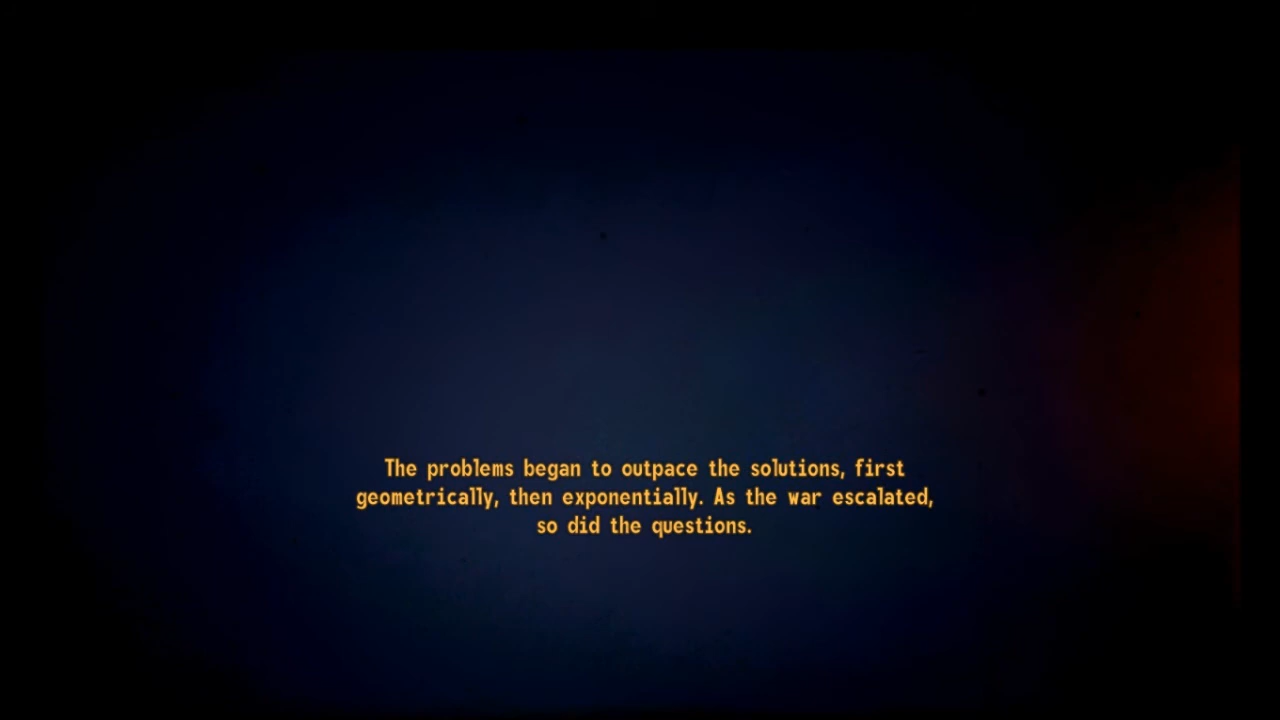 The problems began to outpace the solutions, first
geometrically, then exponentially. As the war escalated,
so did the questions.